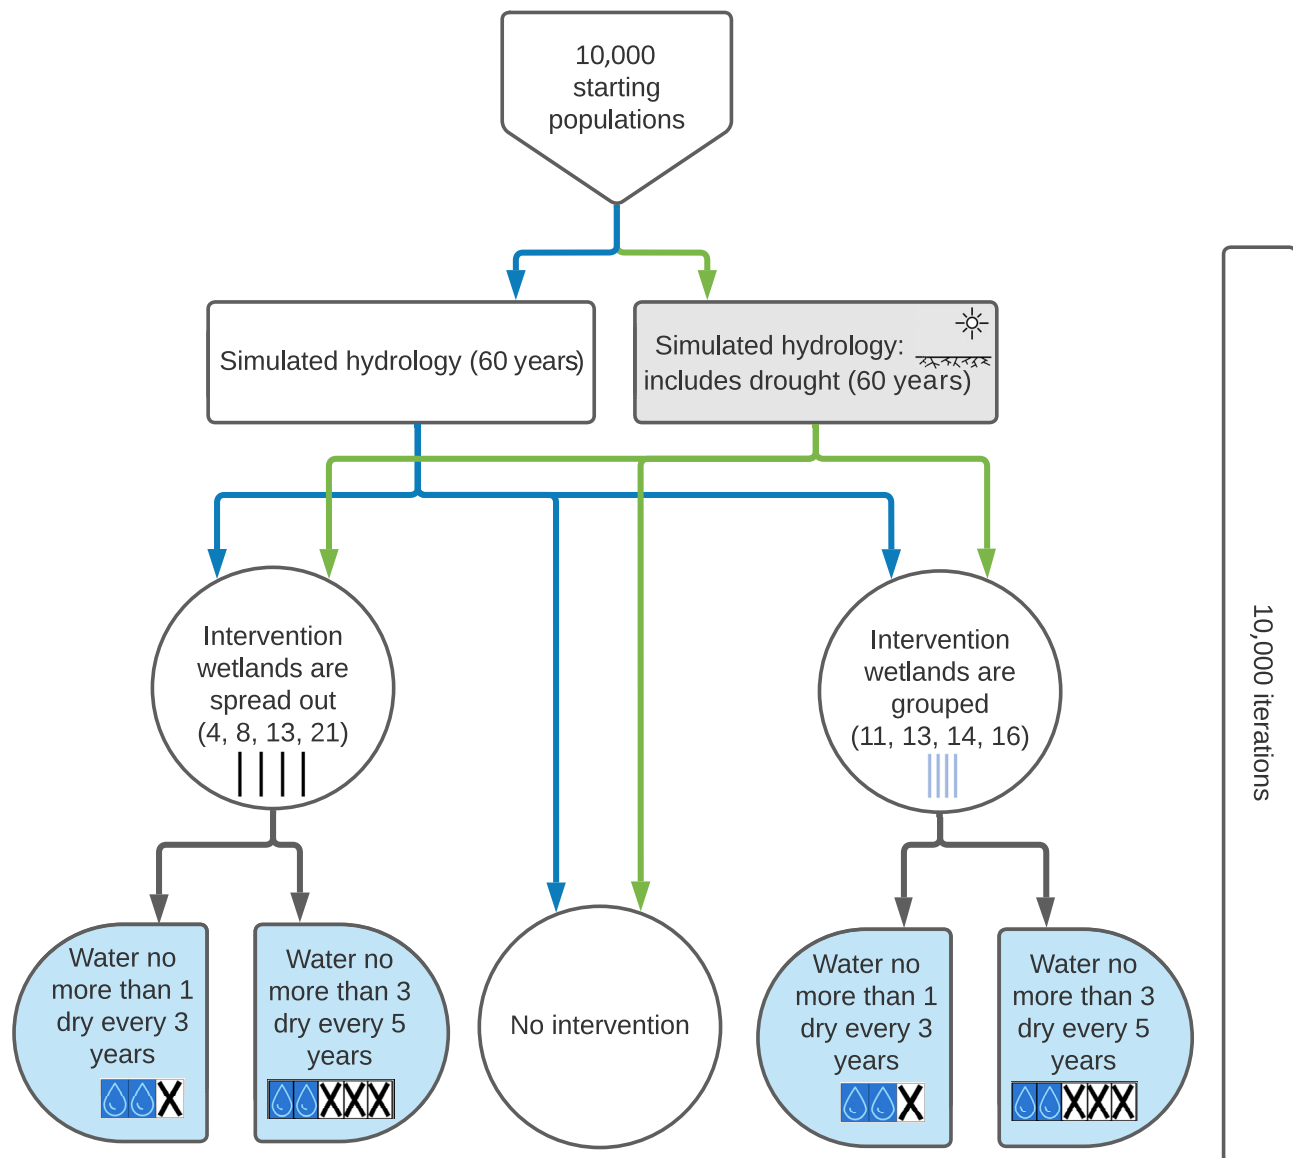 10,000
starting
populations
Simulated hydrology (60 years)
Simulated hydrology:
includes drought (60 years)
Intervention
wetlands are
spread out
(4, 8, 13, 21)
Intervention
wetlands are
grouped
(11, 13, 14, 16)
10,000 iterations
Water no
more than 1
dry every 3
years
Water no
more than 3
dry every 5
years
No intervention
Water no
more than 1
dry every 3
years
Water no
more than 3
dry every 5
years